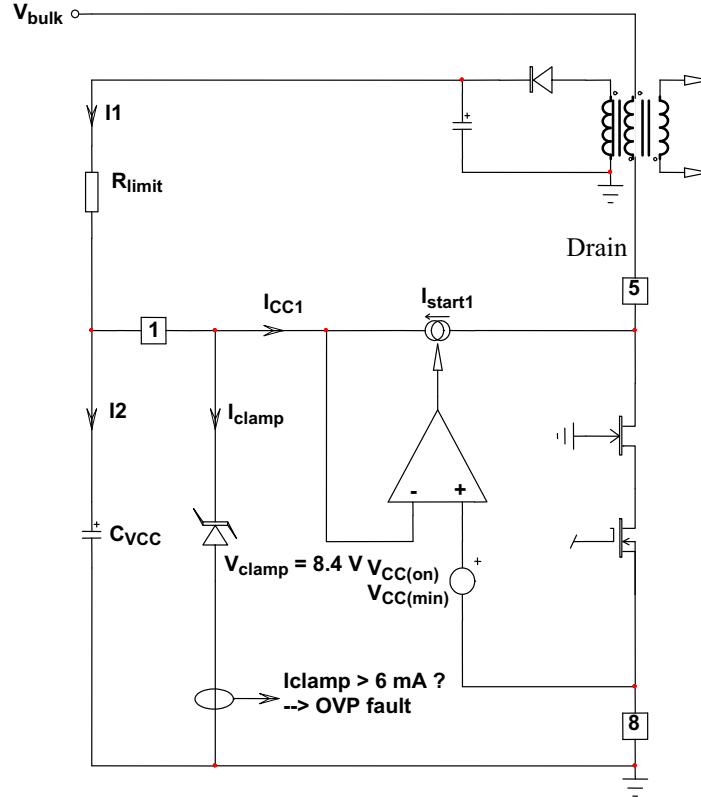 Vbulk
+
I1
Rlimit
Drain
5
ICC1
Istart1
1
I2
Iclamp
- +
+
CVCC
Vclamp = 8.4 V
+
VCC(on)
VCC(min)
Iclamp > 6 mA ?
--> OVP fault
8